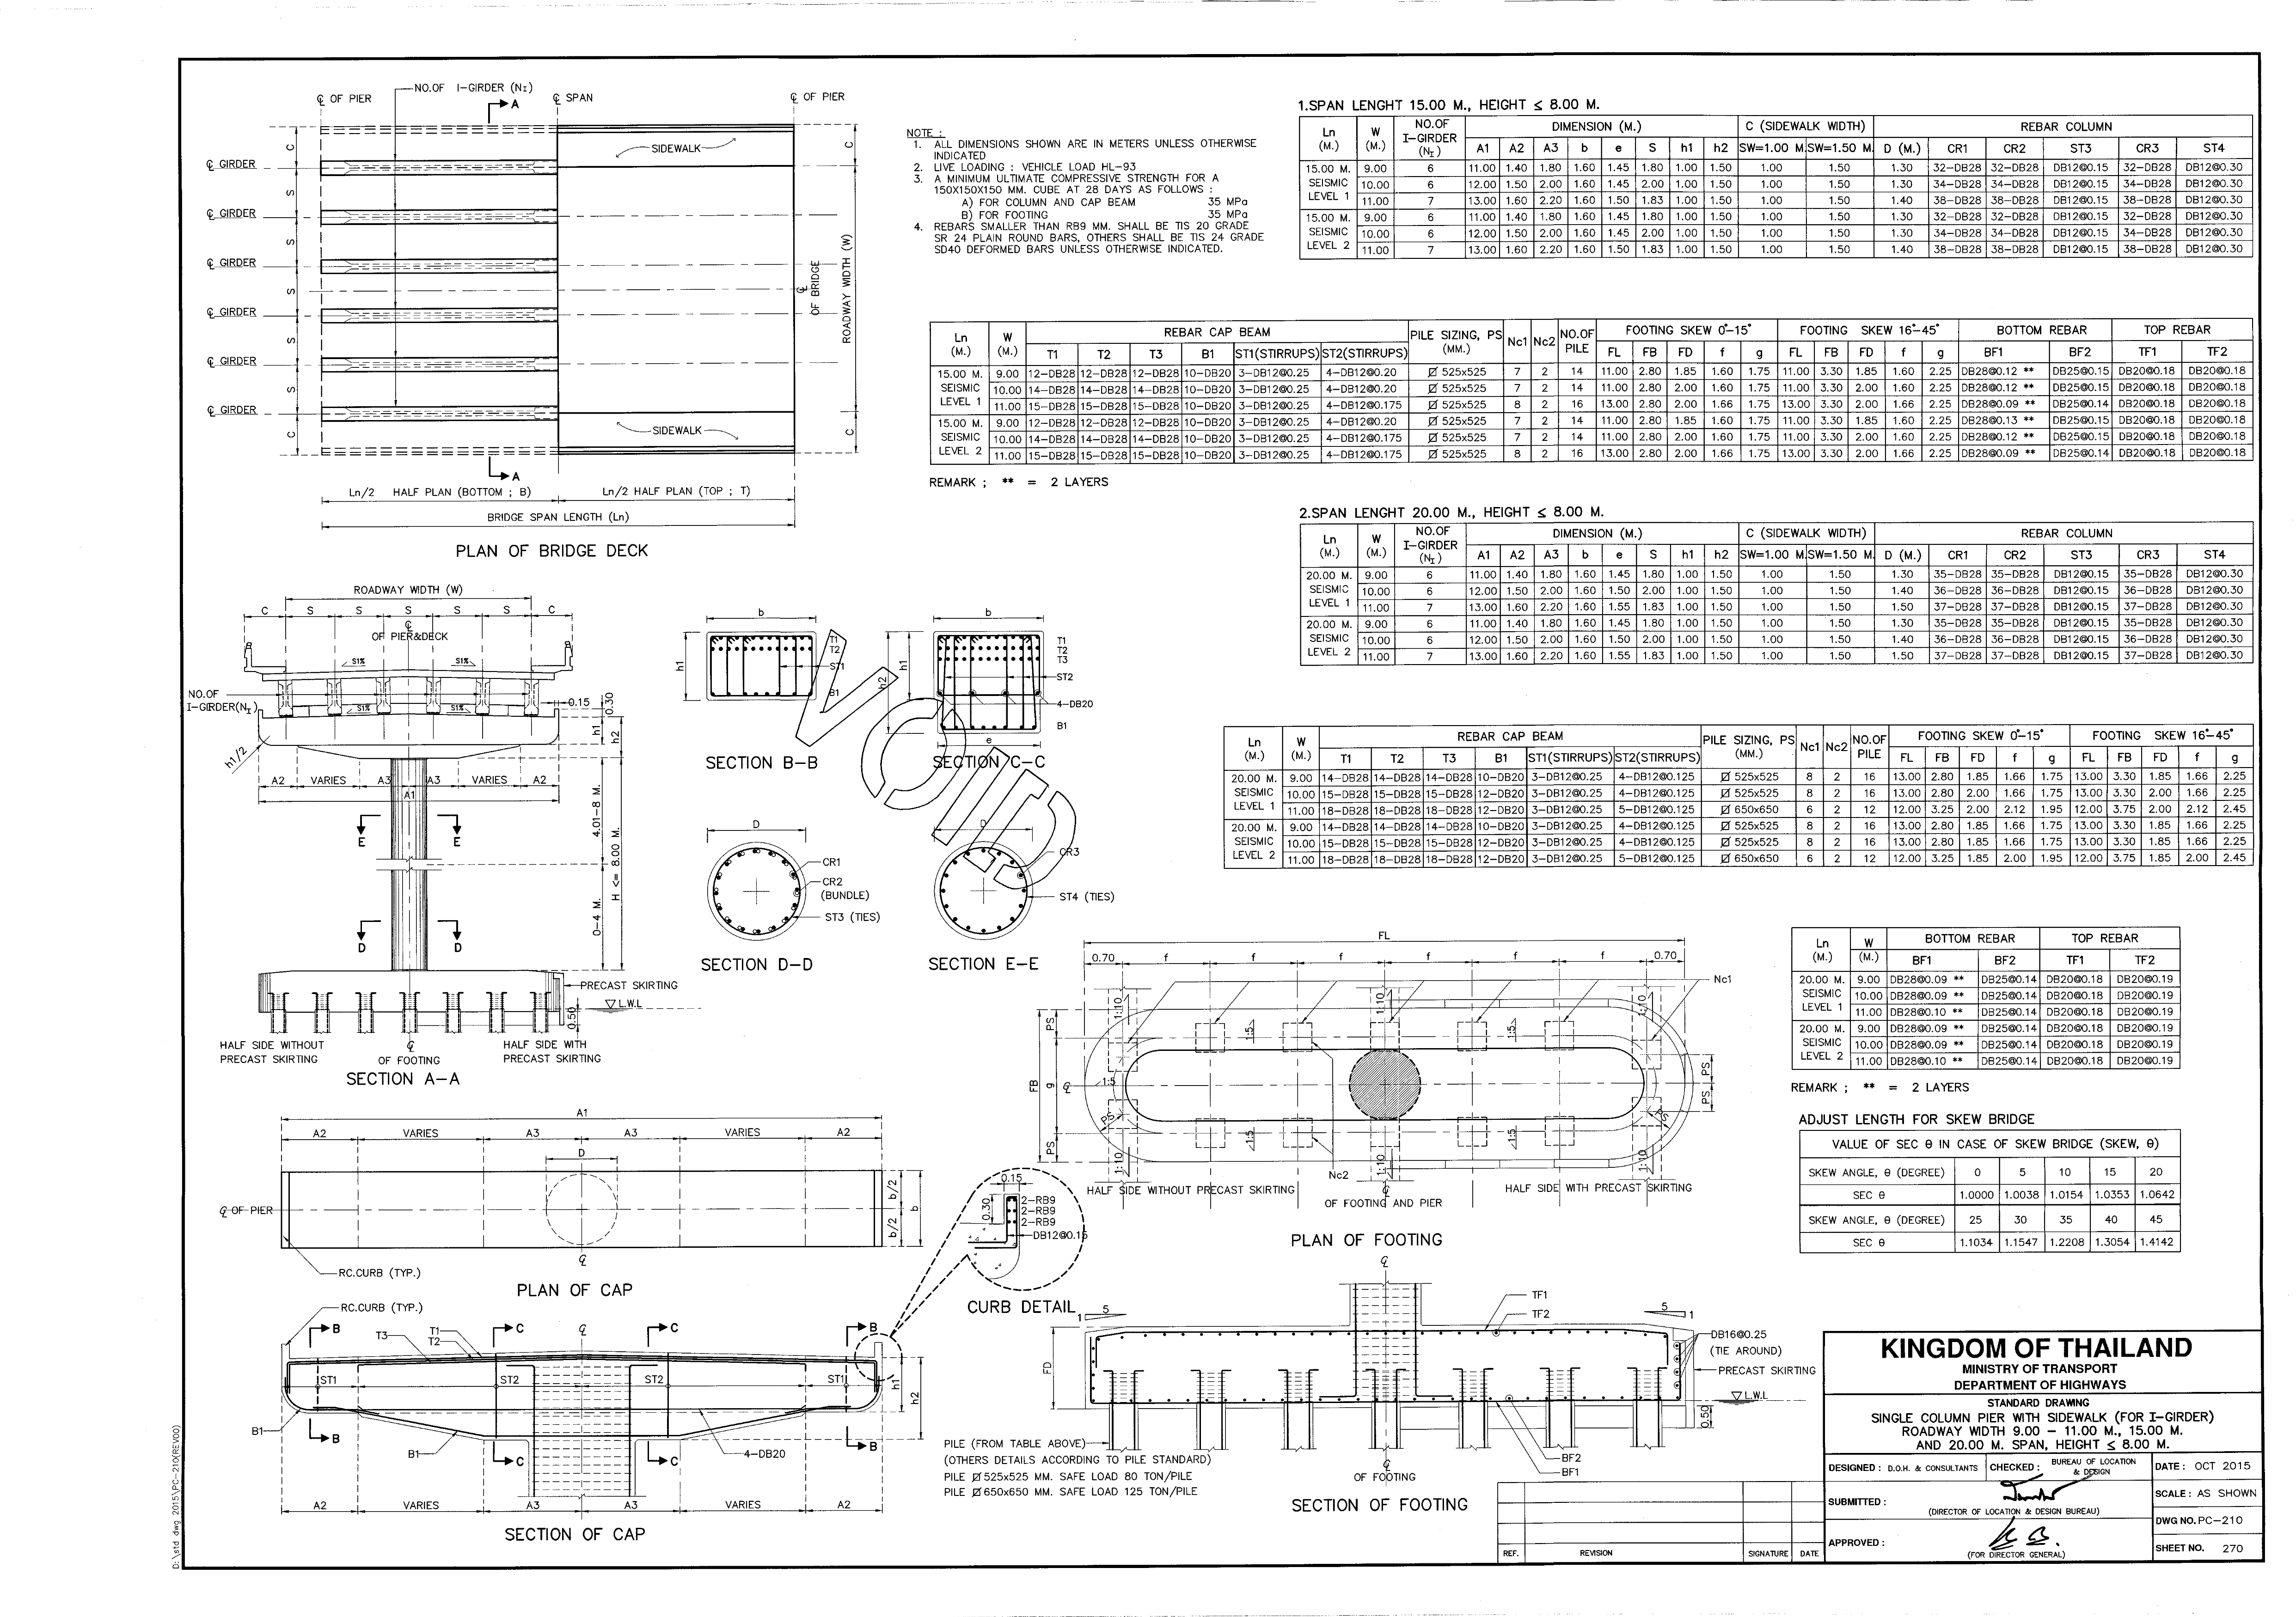 NO.OF I-GIRDER (NI)
℄ OF PIER
℄ SPAN
℄ OF PIER
A
C
SIDEWALK
C
℄ GIRDER
S
℄ GIRDER
S
℄ GIRDER
S
℄ OF BRIDGE
ROADWAY WIDTH (W)
℄ GIRDER
S
℄ GIRDER
S
℄ GIRDER
C
SIDEWALK
C
A
Ln/2 HALF PLAN (BOTTOM ; B)
Ln/2 HALF PLAN (TOP ; T)
BRIDGE SPAN LENGTH (Ln)
PLAN OF BRIDGE DECK
NOTE :
1. ALL DIMENSIONS SHOWN ARE IN METERS UNLESS OTHERWISE
INDICATED
2. LIVE LOADING : VEHICLE LOAD HL-93
3. A MINIMUM ULTIMATE COMPRESSIVE STRENGTH FOR A
150X150X150 MM. CUBE AT 28 DAYS AS FOLLOWS :
A) FOR COLUMN AND CAP BEAM 35 MPa
B) FOR FOOTING 35 MPa
4. REBARS SMALLER THAN RB9 MM. SHALL BE TIS 20 GRADE
SR 24 PLAIN ROUND BARS, OTHERS SHALL BE TIS 24 GRADE
SD40 DEFORMED BARS UNLESS OTHERWISE INDICATED.
1.SPAN LENGHT 15.00 M., HEIGHT ≤ 8.00 M.
Ln (M.) W (M.) NO.OF I-GIRDER (NI) DIMENSION (M.) C (SIDEWALK WIDTH) REBAR COLUMN
A1 A2 A3 b e S h1 h2 SW=1.00 M. SW=1.50 M. D (M.) CR1 CR2 ST3 CR3 ST4
15.00 M. 9.00 6 11.00 1.40 1.80 1.60 1.45 1.80 1.00 1.50 1.00 1.50 1.30 32-DB28 32-DB28 DB12@0.15 32-DB28 DB12@0.30
SEISMIC 10.00 6 12.00 1.50 2.00 1.60 1.45 2.00 1.00 1.50 1.00 1.50 1.30 34-DB28 34-DB28 DB12@0.15 34-DB28 DB12@0.30
LEVEL 1 11.00 7 13.00 1.60 2.20 1.60 1.50 1.83 1.00 1.50 1.00 1.50 1.40 38-DB28 38-DB28 DB12@0.15 38-DB28 DB12@0.30
15.00 M. 9.00 6 11.00 1.40 1.80 1.60 1.45 1.80 1.00 1.50 1.00 1.50 1.30 32-DB28 32-DB28 DB12@0.15 32-DB28 DB12@0.30
SEISMIC 10.00 6 12.00 1.50 2.00 1.60 1.45 2.00 1.00 1.50 1.00 1.50 1.30 34-DB28 34-DB28 DB12@0.15 34-DB28 DB12@0.30
LEVEL 2 11.00 7 13.00 1.60 2.20 1.60 1.50 1.83 1.00 1.50 1.00 1.50 1.40 38-DB28 38-DB28 DB12@0.15 38-DB28 DB12@0.30
Ln (M.) W (M.) REBAR CAP BEAM PILE SIZING, PS (MM.) Nc1 Nc2 NO.OF PILE FOOTING SKEW 0°-15° FOOTING SKEW 16°-45° BOTTOM REBAR TOP REBAR
T1 T2 T3 B1 ST1(STIRRUPS) ST2(STIRRUPS) FL FB FD f g FL FB FD f g BF1 BF2 TF1 TF2
15.00 M. 9.00 12-DB28 12-DB28 12-DB28 10-DB20 3-DB12@0.25 4-DB12@0.20 525x525 7 2 14 11.00 2.80 1.85 1.60 1.75 11.00 3.30 1.85 1.60 2.25 DB28@0.12 ** DB25@0.15 DB20@0.18 DB20@0.18
SEISMIC 10.00 14-DB28 14-DB28 14-DB28 10-DB20 3-DB12@0.25 4-DB12@0.20 525x525 7 2 14 11.00 2.80 2.00 1.60 1.75 11.00 3.30 2.00 1.60 2.25 DB28@0.12 ** DB25@0.15 DB20@0.18 DB20@0.18
LEVEL 1 11.00 15-DB28 15-DB28 15-DB28 10-DB20 3-DB12@0.25 4-DB12@0.175 525x525 8 2 16 13.00 2.80 2.00 1.66 1.75 13.00 3.30 2.00 1.66 2.25 DB28@0.09 ** DB25@0.14 DB20@0.18 DB20@0.18
15.00 M. 9.00 12-DB28 12-DB28 12-DB28 10-DB20 3-DB12@0.25 4-DB12@0.20 525x525 7 2 14 11.00 2.80 1.85 1.60 1.75 11.00 3.30 1.85 1.60 2.25 DB28@0.13 ** DB25@0.15 DB20@0.18 DB20@0.18
SEISMIC 10.00 14-DB28 14-DB28 14-DB28 10-DB20 3-DB12@0.25 4-DB12@0.175 525x525 7 2 14 11.00 2.80 2.00 1.60 1.75 11.00 3.30 2.00 1.60 2.25 DB28@0.12 ** DB25@0.15 DB20@0.18 DB20@0.18
LEVEL 2 11.00 15-DB28 15-DB28 15-DB28 10-DB20 3-DB12@0.25 4-DB12@0.175 525x525 8 2 16 13.00 2.80 2.00 1.66 1.75 13.00 3.30 2.00 1.66 2.25 DB28@0.09 ** DB25@0.14 DB20@0.18 DB20@0.18
REMARK ; ** = 2 LAYERS
2.SPAN LENGHT 20.00 M., HEIGHT ≤ 8.00 M.
Ln (M.) W (M.) NO.OF I-GIRDER (NI) DIMENSION (M.) C (SIDEWALK WIDTH) REBAR COLUMN
A1 A2 A3 b e S h1 h2 SW=1.00 M. SW=1.50 M. D (M.) CR1 CR2 ST3 CR3 ST4
20.00 M. 9.00 6 11.00 1.40 1.80 1.60 1.45 1.80 1.00 1.50 1.00 1.50 1.30 35-DB28 35-DB28 DB12@0.15 35-DB28 DB12@0.30
SEISMIC 10.00 6 12.00 1.50 2.00 1.60 1.50 2.00 1.00 1.50 1.00 1.50 1.40 36-DB28 36-DB28 DB12@0.15 36-DB28 DB12@0.30
LEVEL 1 11.00 7 13.00 1.60 2.20 1.60 1.55 1.83 1.00 1.50 1.00 1.50 1.50 37-DB28 37-DB28 DB12@0.15 37-DB28 DB12@0.30
20.00 M. 9.00 6 11.00 1.40 1.80 1.60 1.45 1.80 1.00 1.50 1.00 1.50 1.30 35-DB28 35-DB28 DB12@0.15 35-DB28 DB12@0.30
SEISMIC 10.00 6 12.00 1.50 2.00 1.60 1.50 2.00 1.00 1.50 1.00 1.50 1.40 36-DB28 36-DB28 DB12@0.15 36-DB28 DB12@0.30
LEVEL 2 11.00 7 13.00 1.60 2.20 1.60 1.55 1.83 1.00 1.50 1.00 1.50 1.50 37-DB28 37-DB28 DB12@0.15 37-DB28 DB12@0.30
Ln (M.) W (M.) REBAR CAP BEAM PILE SIZING, PS (MM.) Nc1 Nc2 NO.OF PILE FOOTING SKEW 0°-15° FOOTING SKEW 16°-45°
T1 T2 T3 B1 ST1(STIRRUPS) ST2(STIRRUPS) FL FB FD f g FL FB FD f g
20.00 M. 9.00 14-DB28 14-DB28 14-DB28 10-DB20 3-DB12@0.25 4-DB12@0.125 525x525 8 2 16 13.00 2.80 1.85 1.66 1.75 13.00 3.30 1.85 1.66 2.25
SEISMIC 10.00 15-DB28 15-DB28 15-DB28 12-DB20 3-DB12@0.25 4-DB12@0.125 525x525 8 2 16 13.00 2.80 2.00 1.66 1.75 13.00 3.30 2.00 1.66 2.25
LEVEL 1 11.00 18-DB28 18-DB28 18-DB28 12-DB20 3-DB12@0.25 5-DB12@0.125 650x650 6 2 12 12.00 3.25 2.00 2.12 1.95 12.00 3.75 2.00 2.12 2.45
20.00 M. 9.00 14-DB28 14-DB28 14-DB28 10-DB20 3-DB12@0.25 4-DB12@0.125 525x525 8 2 16 13.00 2.80 1.85 1.66 1.75 13.00 3.30 1.85 1.66 2.25
SEISMIC 10.00 15-DB28 15-DB28 15-DB28 12-DB20 3-DB12@0.25 4-DB12@0.125 525x525 8 2 16 13.00 2.80 1.85 1.66 1.75 13.00 3.30 1.85 1.66 2.25
LEVEL 2 11.00 18-DB28 18-DB28 18-DB28 12-DB20 3-DB12@0.25 5-DB12@0.125 650x650 6 2 12 12.00 3.25 1.85 2.00 1.95 12.00 3.75 1.85 2.00 2.45
Ln (M.) W (M.) BOTTOM REBAR TOP REBAR
BF1 BF2 TF1 TF2
20.00 M. 9.00 DB28@0.09 ** DB25@0.14 DB20@0.18 DB20@0.19
SEISMIC 10.00 DB28@0.09 ** DB25@0.14 DB20@0.18 DB20@0.19
LEVEL 1 11.00 DB28@0.10 ** DB25@0.14 DB20@0.18 DB20@0.19
20.00 M. 9.00 DB28@0.09 ** DB25@0.14 DB20@0.18 DB20@0.19
SEISMIC 10.00 DB28@0.09 ** DB25@0.14 DB20@0.18 DB20@0.19
LEVEL 2 11.00 DB28@0.10 ** DB25@0.14 DB20@0.18 DB20@0.19
REMARK ; ** = 2 LAYERS
ADJUST LENGTH FOR SKEW BRIDGE
VALUE OF SEC θ IN CASE OF SKEW BRIDGE (SKEW, θ)
SKEW ANGLE, θ (DEGREE) 0 5 10 15 20
SEC θ 1.0000 1.0038 1.0154 1.0353 1.0642
SKEW ANGLE, θ (DEGREE) 25 30 35 40 45
SEC θ 1.1034 1.1547 1.2208 1.3054 1.4142
ROADWAY WIDTH (W)
C S S S S S C
℄ OF PIER&DECK
S1% S1%
NO.OF
I-GIRDER(NI)
S1% S1%
0.15
0.30
h1
h2
h1/2
A2 VARIES A3 A3 VARIES A2
A1
E E
4.01-8 M.
H <= 8.00 M.
0-4 M.
D D
PRECAST SKIRTING
L.W.L
0.50
HALF SIDE WITHOUT
PRECAST SKIRTING
℄ OF FOOTING
HALF SIDE WITH
PRECAST SKIRTING
SECTION A-A
b
h1
T1
T2
ST1
B1
SECTION B-B
b
h1
h2
T1
T2
T3
ST2
4-DB20
B1
e
SECTION C-C
D
CR1
CR2
(BUNDLE)
ST3 (TIES)
SECTION D-D
D
CR3
ST4 (TIES)
SECTION E-E
FL
0.70 f f f f f f 0.70
Nc1
1:10 1:10 1:10
PS
1:5 1:5
FB
g
℄
1:5
PS
PS
PS
PS
PS
1:5 1:5
1:10 1:10 1:10
Nc2
HALF SIDE WITHOUT PRECAST SKIRTING
℄ OF FOOTING AND PIER
HALF SIDE WITH PRECAST SKIRTING
PLAN OF FOOTING
A1
A2 VARIES A3 A3 VARIES A2
D
℄ OF PIER
b/2
b/2
b
℄
RC.CURB (TYP.)
PLAN OF CAP
0.15
0.30
2-RB9
2-RB9
2-RB9
DB12@0.15
CURB DETAIL
RC.CURB (TYP.)
B C ℄ C B
T3 T1
T2
ST1 ST2 ST2 ST1
h1
h2
B1
B1
4-DB20
B C C B
A2 VARIES A3 A3 VARIES A2
SECTION OF CAP
℄
5
1
5
1
TF1
TF2
FD
DB16@0.25
(TIE AROUND)
PRECAST SKIRTING
L.W.L
0.50
BF2
BF1
PILE (FROM TABLE ABOVE)
(OTHERS DETAILS ACCORDING TO PILE STANDARD)
PILE 525x525 MM. SAFE LOAD 80 TON/PILE
PILE 650x650 MM. SAFE LOAD 125 TON/PILE
℄ OF FOOTING
SECTION OF FOOTING
VOID
REF. REVISION SIGNATURE DATE
KINGDOM OF THAILAND
MINISTRY OF TRANSPORT
DEPARTMENT OF HIGHWAYS
STANDARD DRAWING
SINGLE COLUMN PIER WITH SIDEWALK (FOR I-GIRDER)
ROADWAY WIDTH 9.00 - 11.00 M., 15.00 M.
AND 20.00 M. SPAN, HEIGHT ≤ 8.00 M.
DESIGNED : D.O.H. & CONSULTANTS
CHECKED : BUREAU OF LOCATION & DESIGN
DATE : OCT 2015
SUBMITTED :
(DIRECTOR OF LOCATION & DESIGN BUREAU)
SCALE : AS SHOWN
DWG NO. PC-210
APPROVED :
(FOR DIRECTOR GENERAL)
SHEET NO. 270
D:\std dwg 2015\PC-210(REV00)